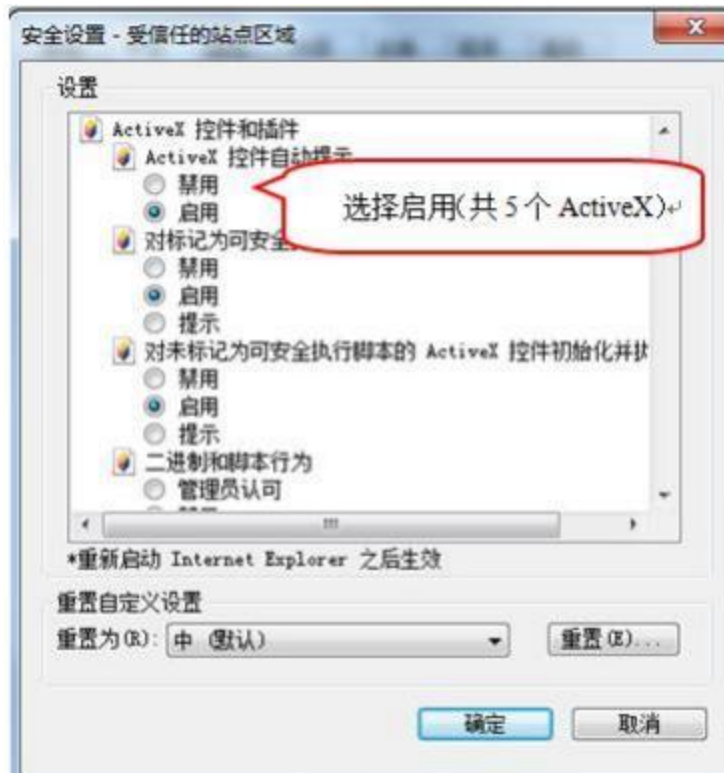 安全设置 - 受信任的站点区域
设置
ActiveX 控件和插件
ActiveX 控件自动提示
禁用
启用
选择启用(共 5 个 ActiveX)↵
对标记为可安全
禁用
启用
提示
对未标记为可安全执行脚本的 ActiveX 控件初始化并执
禁用
启用
提示
二进制和脚本行为
管理员认可
*重新启动 Internet Explorer 之后生效
重置自定义设置
重置为(R): 中 (默认)
重置(E)...
确定
取消